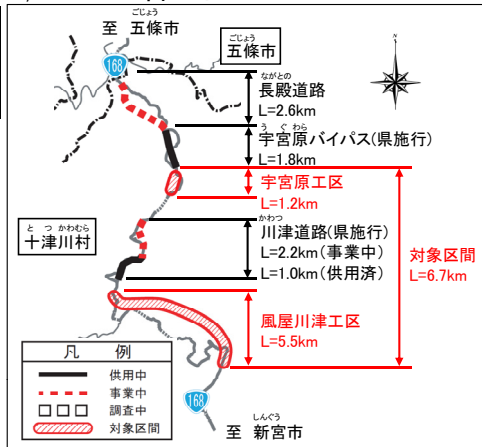 ごじょう
至 五條市
168
ごじょう
五條市
N
ながとの
長殿道路
L=2.6km
うぐわら
宇宮原バイパス(県施行)
L=1.8km
宇宮原工区
L=1.2km
とつかわむら
十津川村
かわつ
川津道路(県施行)
L=2.2km(事業中)
L=1.0km(供用済)
対象区間
L=6.7km
風屋川津工区
L=5.5km
凡 例
供用中
事業中
調査中
対象区間
168
しんぐう
至 新宮市